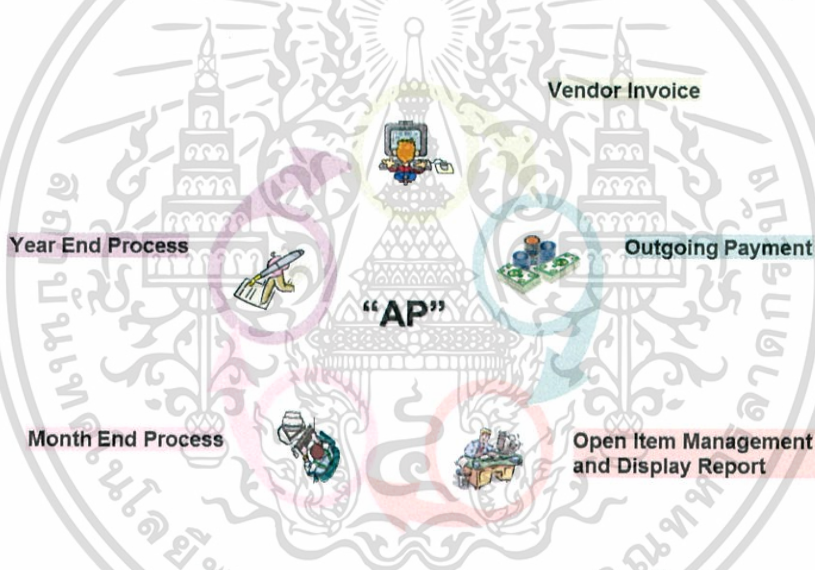 Vendor Invoice
Year End Process
Outgoing Payment
“AP”
Month End Process
Open Item Management
and Display Report